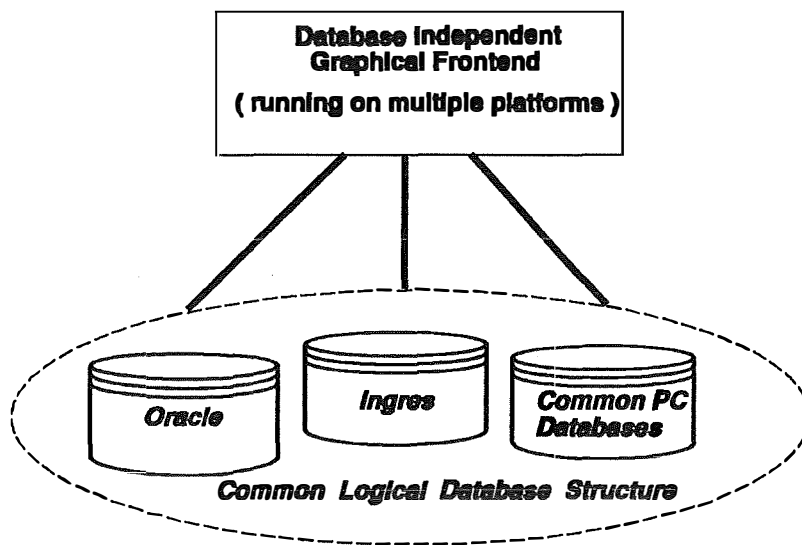 Database Independent
Graphical Frontend
( running on multiple platforms )
Oracle
Ingres
Common PC
Databases
Common Logical Database Structure